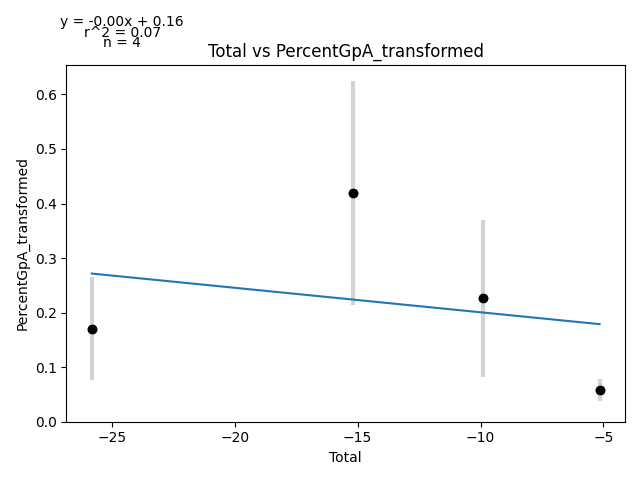 y = -0.00x + 0.16
r^2 = 0.07
n = 4
Total vs PercentGpA_transformed
PercentGpA_transformed
0.6
0.5
0.4
0.3
0.2
0.1
0.0
−25
−20
−15
−10
−5
Total